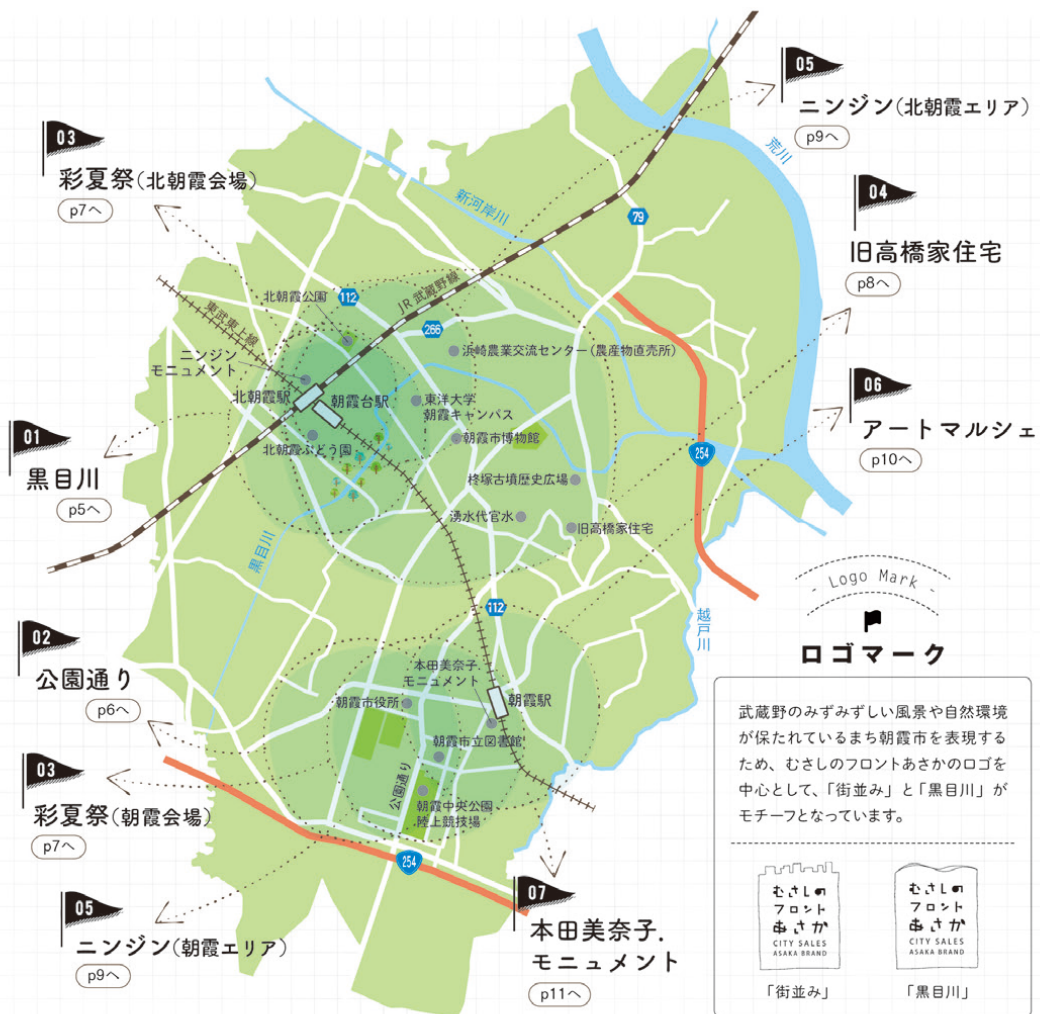 05
ニンジン(北朝霞エリア)
p9へ
03
彩夏祭(北朝霞会場)
p7へ
荒川
新河岸川
04
旧高橋家住宅
p8へ
79
北朝霞公園
112
JR 武蔵野線
東武東上線
266
浜崎農業交流センター(農産物直売所)
ニンジン
モニュメント
北朝霞駅
朝霞台駅
東洋大学
朝霞キャンパス
06
アートマルシェ
p10へ
01
黒目川
p5へ
北朝霞ぶどう園
朝霞市博物館
254
柊塚古墳歴史広場
湧水代官水
旧高橋家住宅
黒目川
越戸川
112
02
公園通り
p6へ
本田美奈子.
モニュメント
朝霞駅
朝霞市役所
朝霞市立図書館
公園通り
朝霞中央公園
陸上競技場
03
彩夏祭(朝霞会場)
p7へ
254
05
ニンジン(朝霞エリア)
p9へ
07
本田美奈子.
モニュメント
p11へ
- Logo Mark -
ロゴマーク
武蔵野のみずみずしい風景や自然環境
が保たれているまち朝霞市を表現する
ため、むさしのフロントあさかのロゴを
中心として、「街並み」と「黒目川」が
モチーフとなっています。
むさしの
フロント
あさか
CITY SALES
ASAKA BRAND
「街並み」
むさしの
フロント
あさか
CITY SALES
ASAKA BRAND
「黒目川」